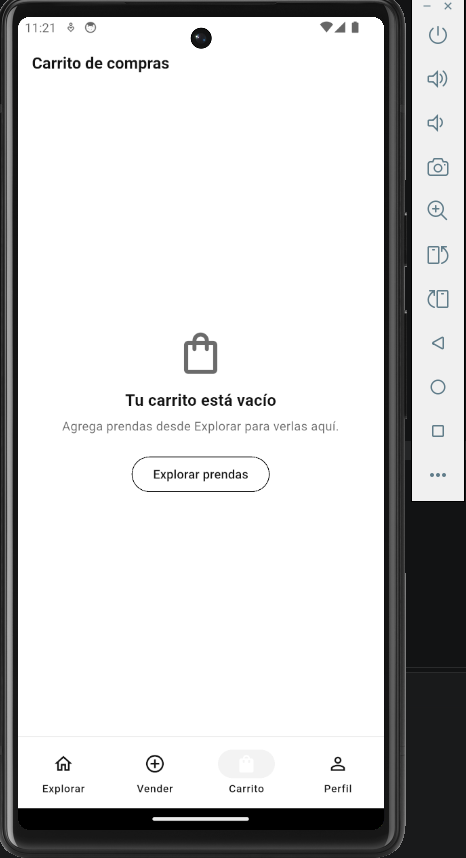 11:21
Carrito de compras
Tu carrito está vacío
Agrega prendas desde Explorar para verlas aquí.
Explorar prendas
Explorar
Vender
Carrito
Perfil